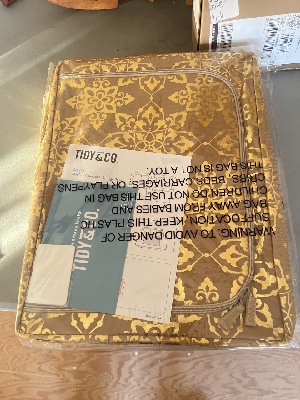 TIDY&CO.
TIDY&CO.
WARNING: TO AVOID DANGER OF
SUFFOCATION, KEEP THIS PLASTIC
BAG AWAY FROM BABIES AND
CHILDREN DO NOT USE THIS BAG IN
CRIBS, BEDS, CARRIAGES, OR PLAYPENS
THIS BAG IS NOT A TOY.